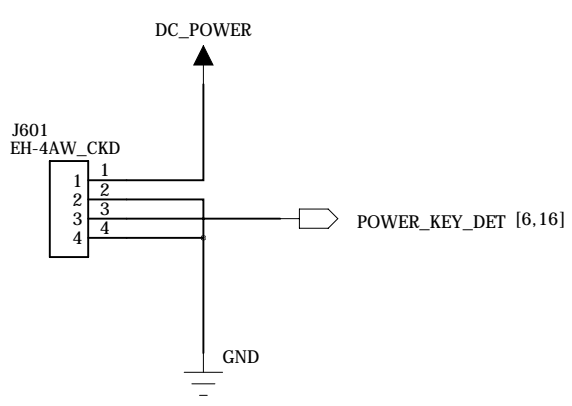 DC_POWER
J601
EH-4AW_CKD
1 1
2 2
3 3
4 4
POWER_KEY_DET [6,16]
GND